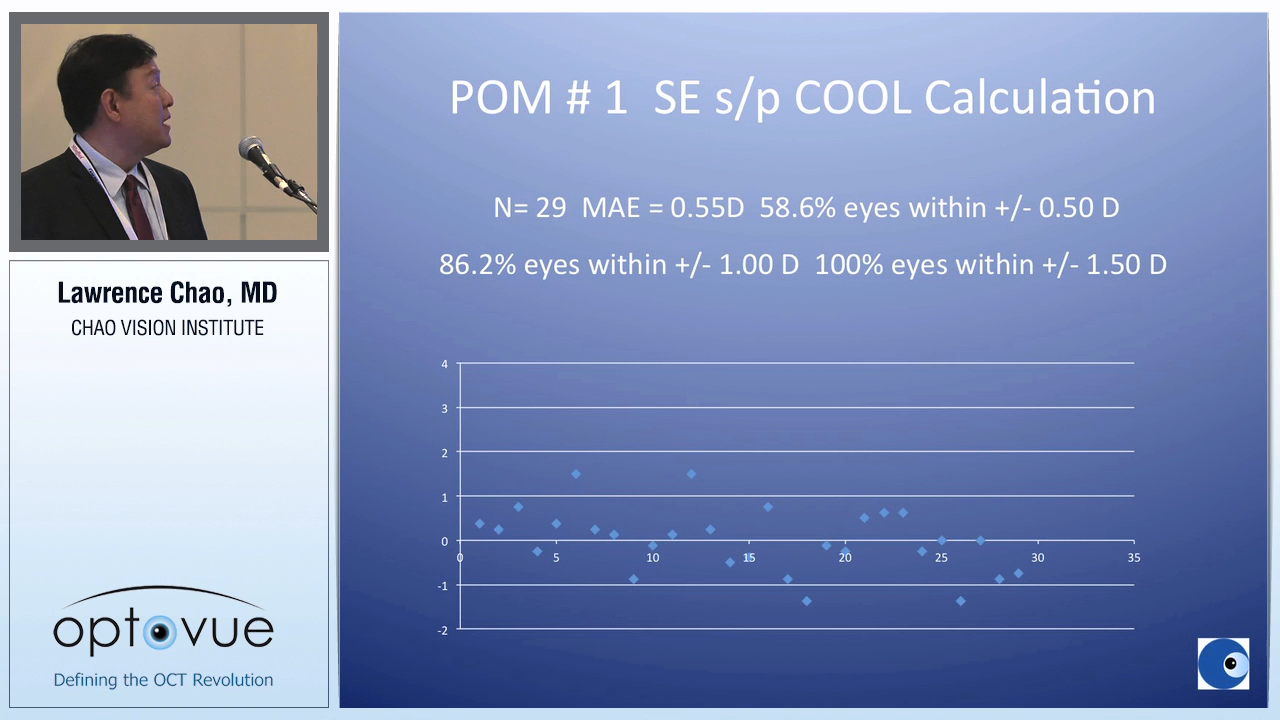 POM # 1 SE s/p COOL Calculation
N= 29 MAE = 0.55D 58.6% eyes within +/- 0.50 D
86.2% eyes within +/- 1.00 D 100% eyes within +/- 1.50 D
Lawrence Chao, MD
CHAO VISION INSTITUTE
4
3
2
1
0
-1
-2
0 5 10 15 20 25 30 35
optovue
Defining the OCT Revolution